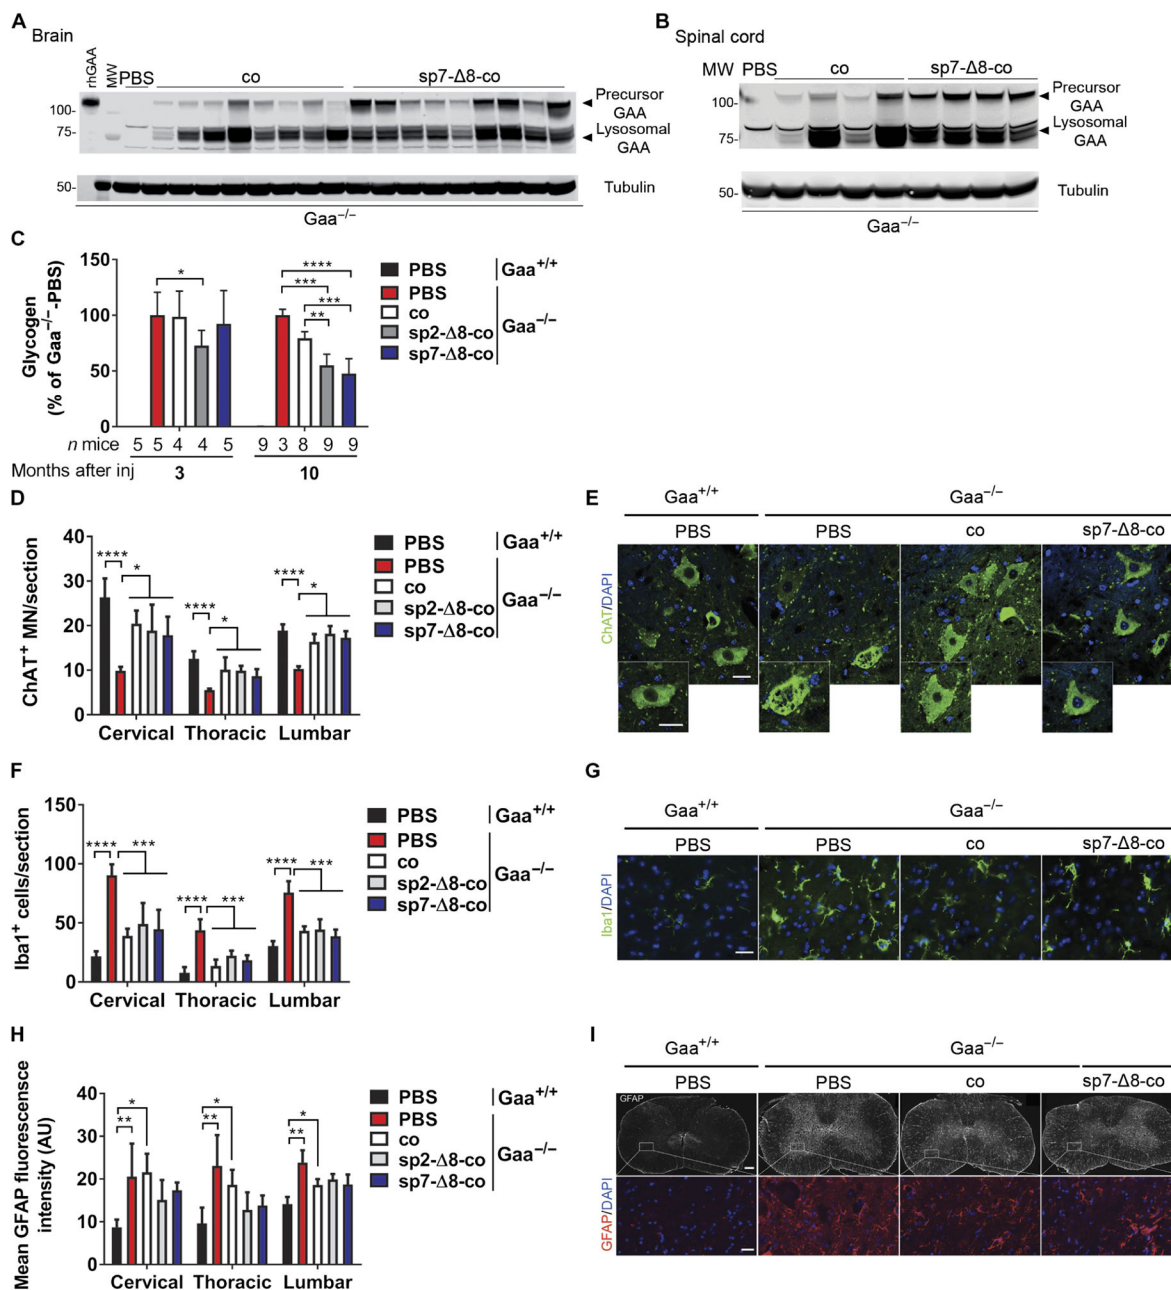 A
Brain
rhGAA
MW
PBS
co
sp7-Δ8-co
100-
75-
50-
Precursor
GAA
Lysosomal
GAA
Tubulin
Gaa−/−
B
Spinal cord
MW
PBS
co
sp7-Δ8-co
100-
75-
50-
Precursor
GAA
Lysosomal
GAA
Tubulin
Gaa−/−
C
Glycogen
(% of Gaa−/−-PBS)
150
100
50
0
*
****
***
***
**
n mice 5 5 4 4 5 9 3 8 9 9
Months after inj 3 10
PBS
Gaa+/+
PBS
co
sp2-Δ8-co
sp7-Δ8-co
Gaa−/−
D
ChAT+ MN/section
40
30
20
10
0
**** *
**** *
**** *
Cervical Thoracic Lumbar
PBS
Gaa+/+
PBS
co
sp2-Δ8-co
sp7-Δ8-co
Gaa−/−
E
Gaa+/+ Gaa−/−
PBS PBS co sp7-Δ8-co
ChAT/DAPI
F
Iba1+ cells/section
150
100
50
0
**** ***
**** ***
**** ***
Cervical Thoracic Lumbar
PBS
Gaa+/+
PBS
co
sp2-Δ8-co
sp7-Δ8-co
Gaa−/−
G
Gaa+/+ Gaa−/−
PBS PBS co sp7-Δ8-co
Iba1/DAPI
H
Mean GFAP fluorescensce
intensity (AU)
40
30
20
10
0
*
**
*
**
*
**
Cervical Thoracic Lumbar
PBS
Gaa+/+
PBS
co
sp2-Δ8-co
sp7-Δ8-co
Gaa−/−
I
Gaa+/+ Gaa−/−
PBS PBS co sp7-Δ8-co
GFAP
GFAP/DAPI